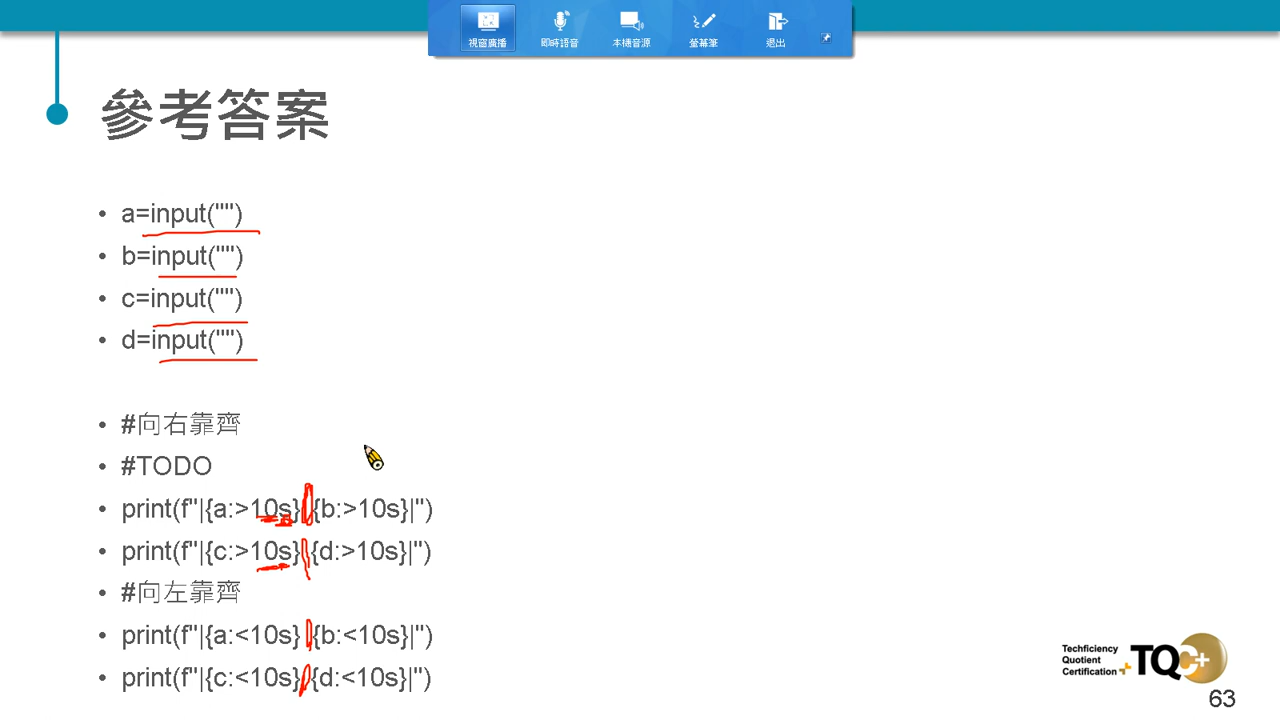 視窗廣播 即時語音 本機音源 螢幕筆 退出
參考答案
• a=input("")
• b=input("")
• c=input("")
• d=input("")
• #向右靠齊
• #TODO
• print(f"|{a:>10s} {b:>10s}|")
• print(f"|{c:>10s} {d:>10s}|")
• #向左靠齊
• print(f"|{a:<10s} {b:<10s}|")
• print(f"|{c:<10s} {d:<10s}|")
Techficiency
Quotient
Certification
TQC+
63